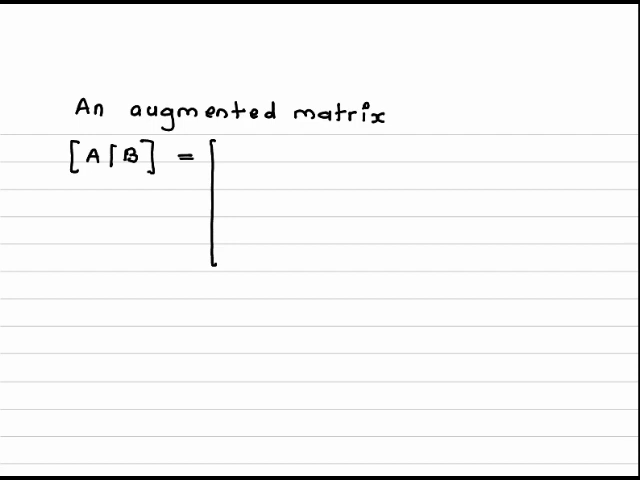 An augmented matrix
[A|B] = [